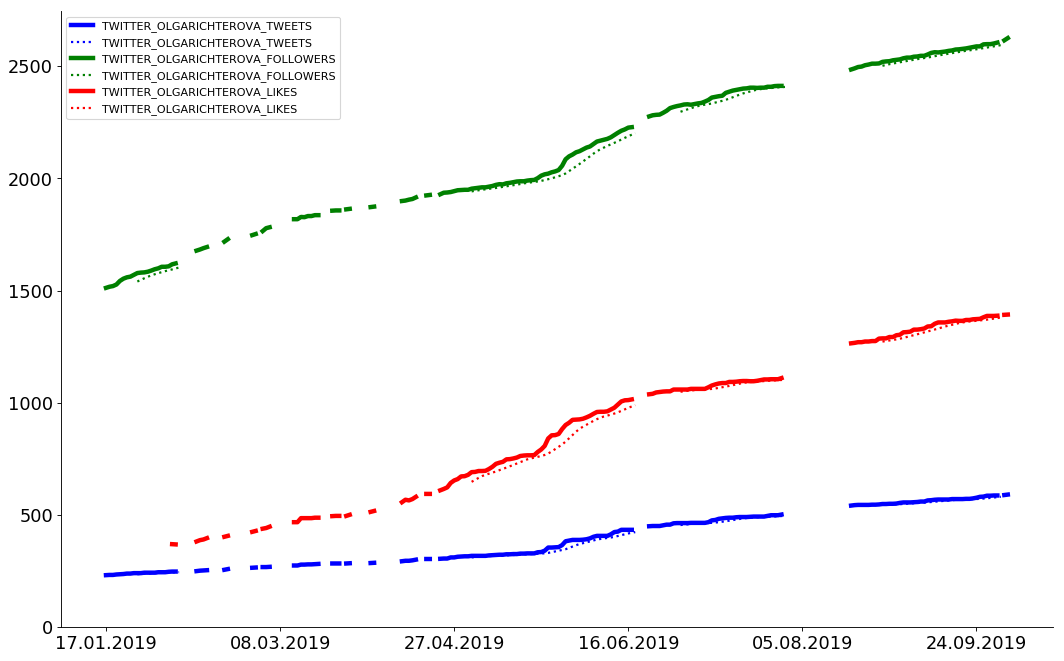 TWITTER_OLGARICHTEROVA_TWEETS
TWITTER_OLGARICHTEROVA_TWEETS
TWITTER_OLGARICHTEROVA_FOLLOWERS
TWITTER_OLGARICHTEROVA_FOLLOWERS
TWITTER_OLGARICHTEROVA_LIKES
TWITTER_OLGARICHTEROVA_LIKES
2500
2000
1500
1000
500
0
17.01.2019 08.03.2019 27.04.2019 16.06.2019 05.08.2019 24.09.2019